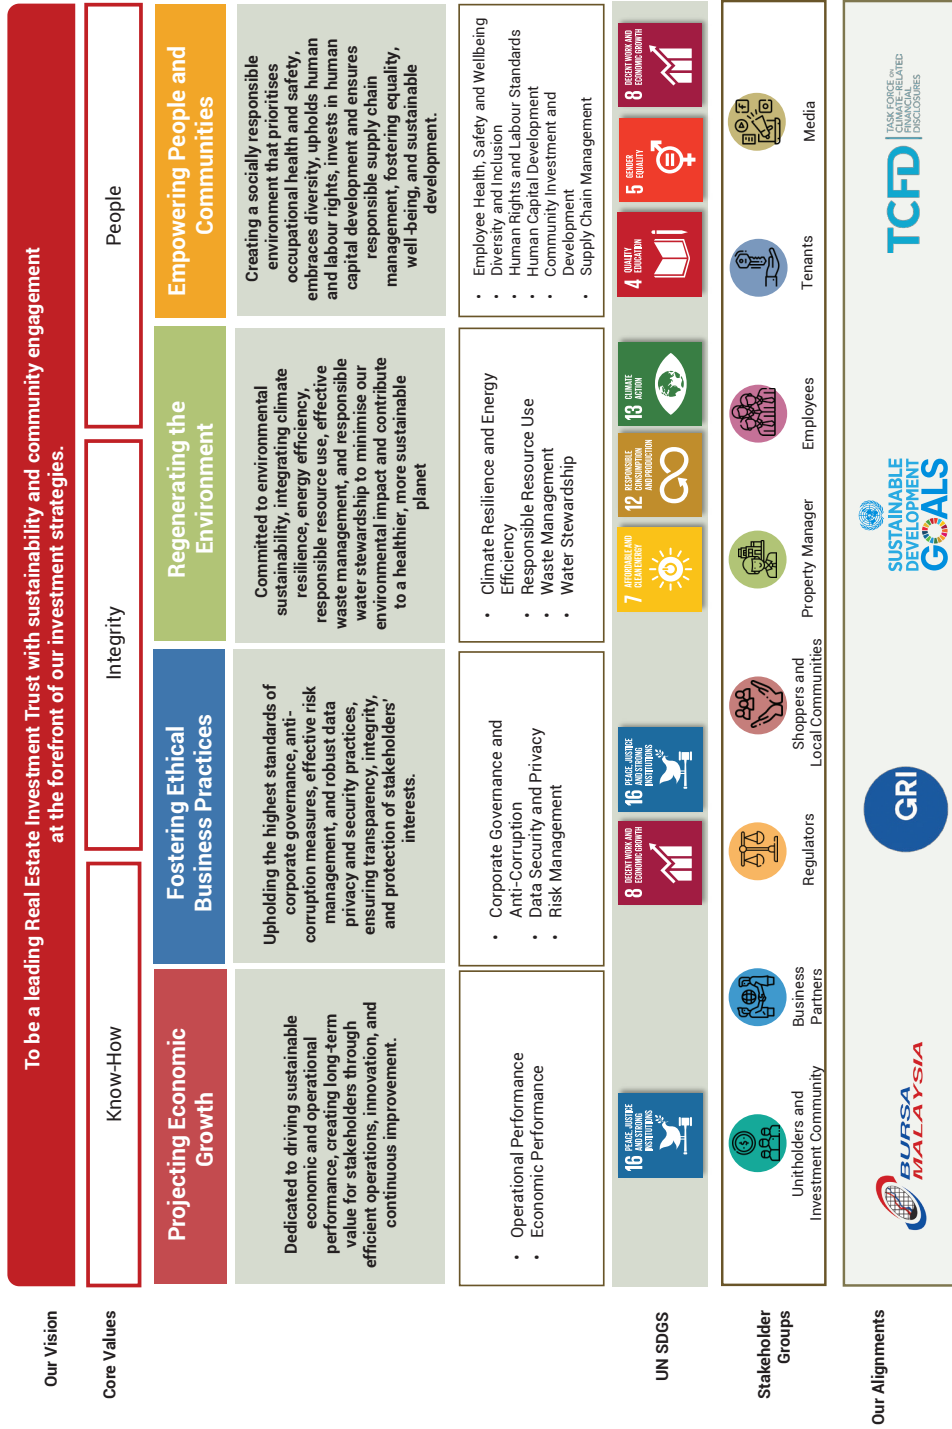 Our Vision
To be a leading Real Estate Investment Trust with sustainability and community engagement
at the forefront of our investment strategies.
Core Values
Know-How
Integrity
People
Projecting Economic
Growth
Fostering Ethical
Business Practices
Regenerating the
Environment
Empowering People and
Communities
Dedicated to driving sustainable
economic and operational
performance, creating long-term
value for stakeholders through
efficient operations, innovation, and
continuous improvement.
Upholding the highest standards of
corporate governance, anti-
corruption measures, effective risk
management, and robust data
privacy and security practices,
ensuring transparency, integrity,
and protection of stakeholders'
interests.
Committed to environmental
sustainability, integrating climate
resilience, energy efficiency,
responsible resource use, effective
waste management, and responsible
water stewardship to minimise our
environmental impact and contribute
to a healthier, more sustainable
planet
Creating a socially responsible
environment that prioritises
occupational health and safety,
embraces diversity, upholds human
and labour rights, invests in human
capital development and ensures
responsible supply chain
management, fostering equality,
well-being, and sustainable
development.
• Operational Performance
• Economic Performance
• Corporate Governance and
Anti-Corruption
• Data Security and Privacy
• Risk Management
• Climate Resilience and Energy
Efficiency
• Responsible Resource Use
• Waste Management
• Water Stewardship
• Employee Health, Safety and Wellbeing
• Diversity and Inclusion
• Human Rights and Labour Standards
• Human Capital Development
• Community Investment and
Development
• Supply Chain Management
UN SDGS
16 PEACE, JUSTICE
AND STRONG
INSTITUTIONS
8 DECENT WORK AND
ECONOMIC GROWTH
16 PEACE, JUSTICE
AND STRONG
INSTITUTIONS
7 AFFORDABLE AND
CLEAN ENERGY
12 RESPONSIBLE
CONSUMPTION
AND PRODUCTION
13 CLIMATE
ACTION
4 QUALITY
EDUCATION
5 GENDER
EQUALITY
8 DECENT WORK AND
ECONOMIC GROWTH
Stakeholder
Groups
Unitholders and
Investment Community
Business
Partners
Regulators
Shoppers and
Local Communities
Property Manager
Employees
Tenants
Media
Our Alignments
BURSA
MALAYSIA
GRI
SUSTAINABLE
DEVELOPMENT
GOALS
TCFD
TASK FORCE ON
CLIMATE-RELATED
FINANCIAL
DISCLOSURES